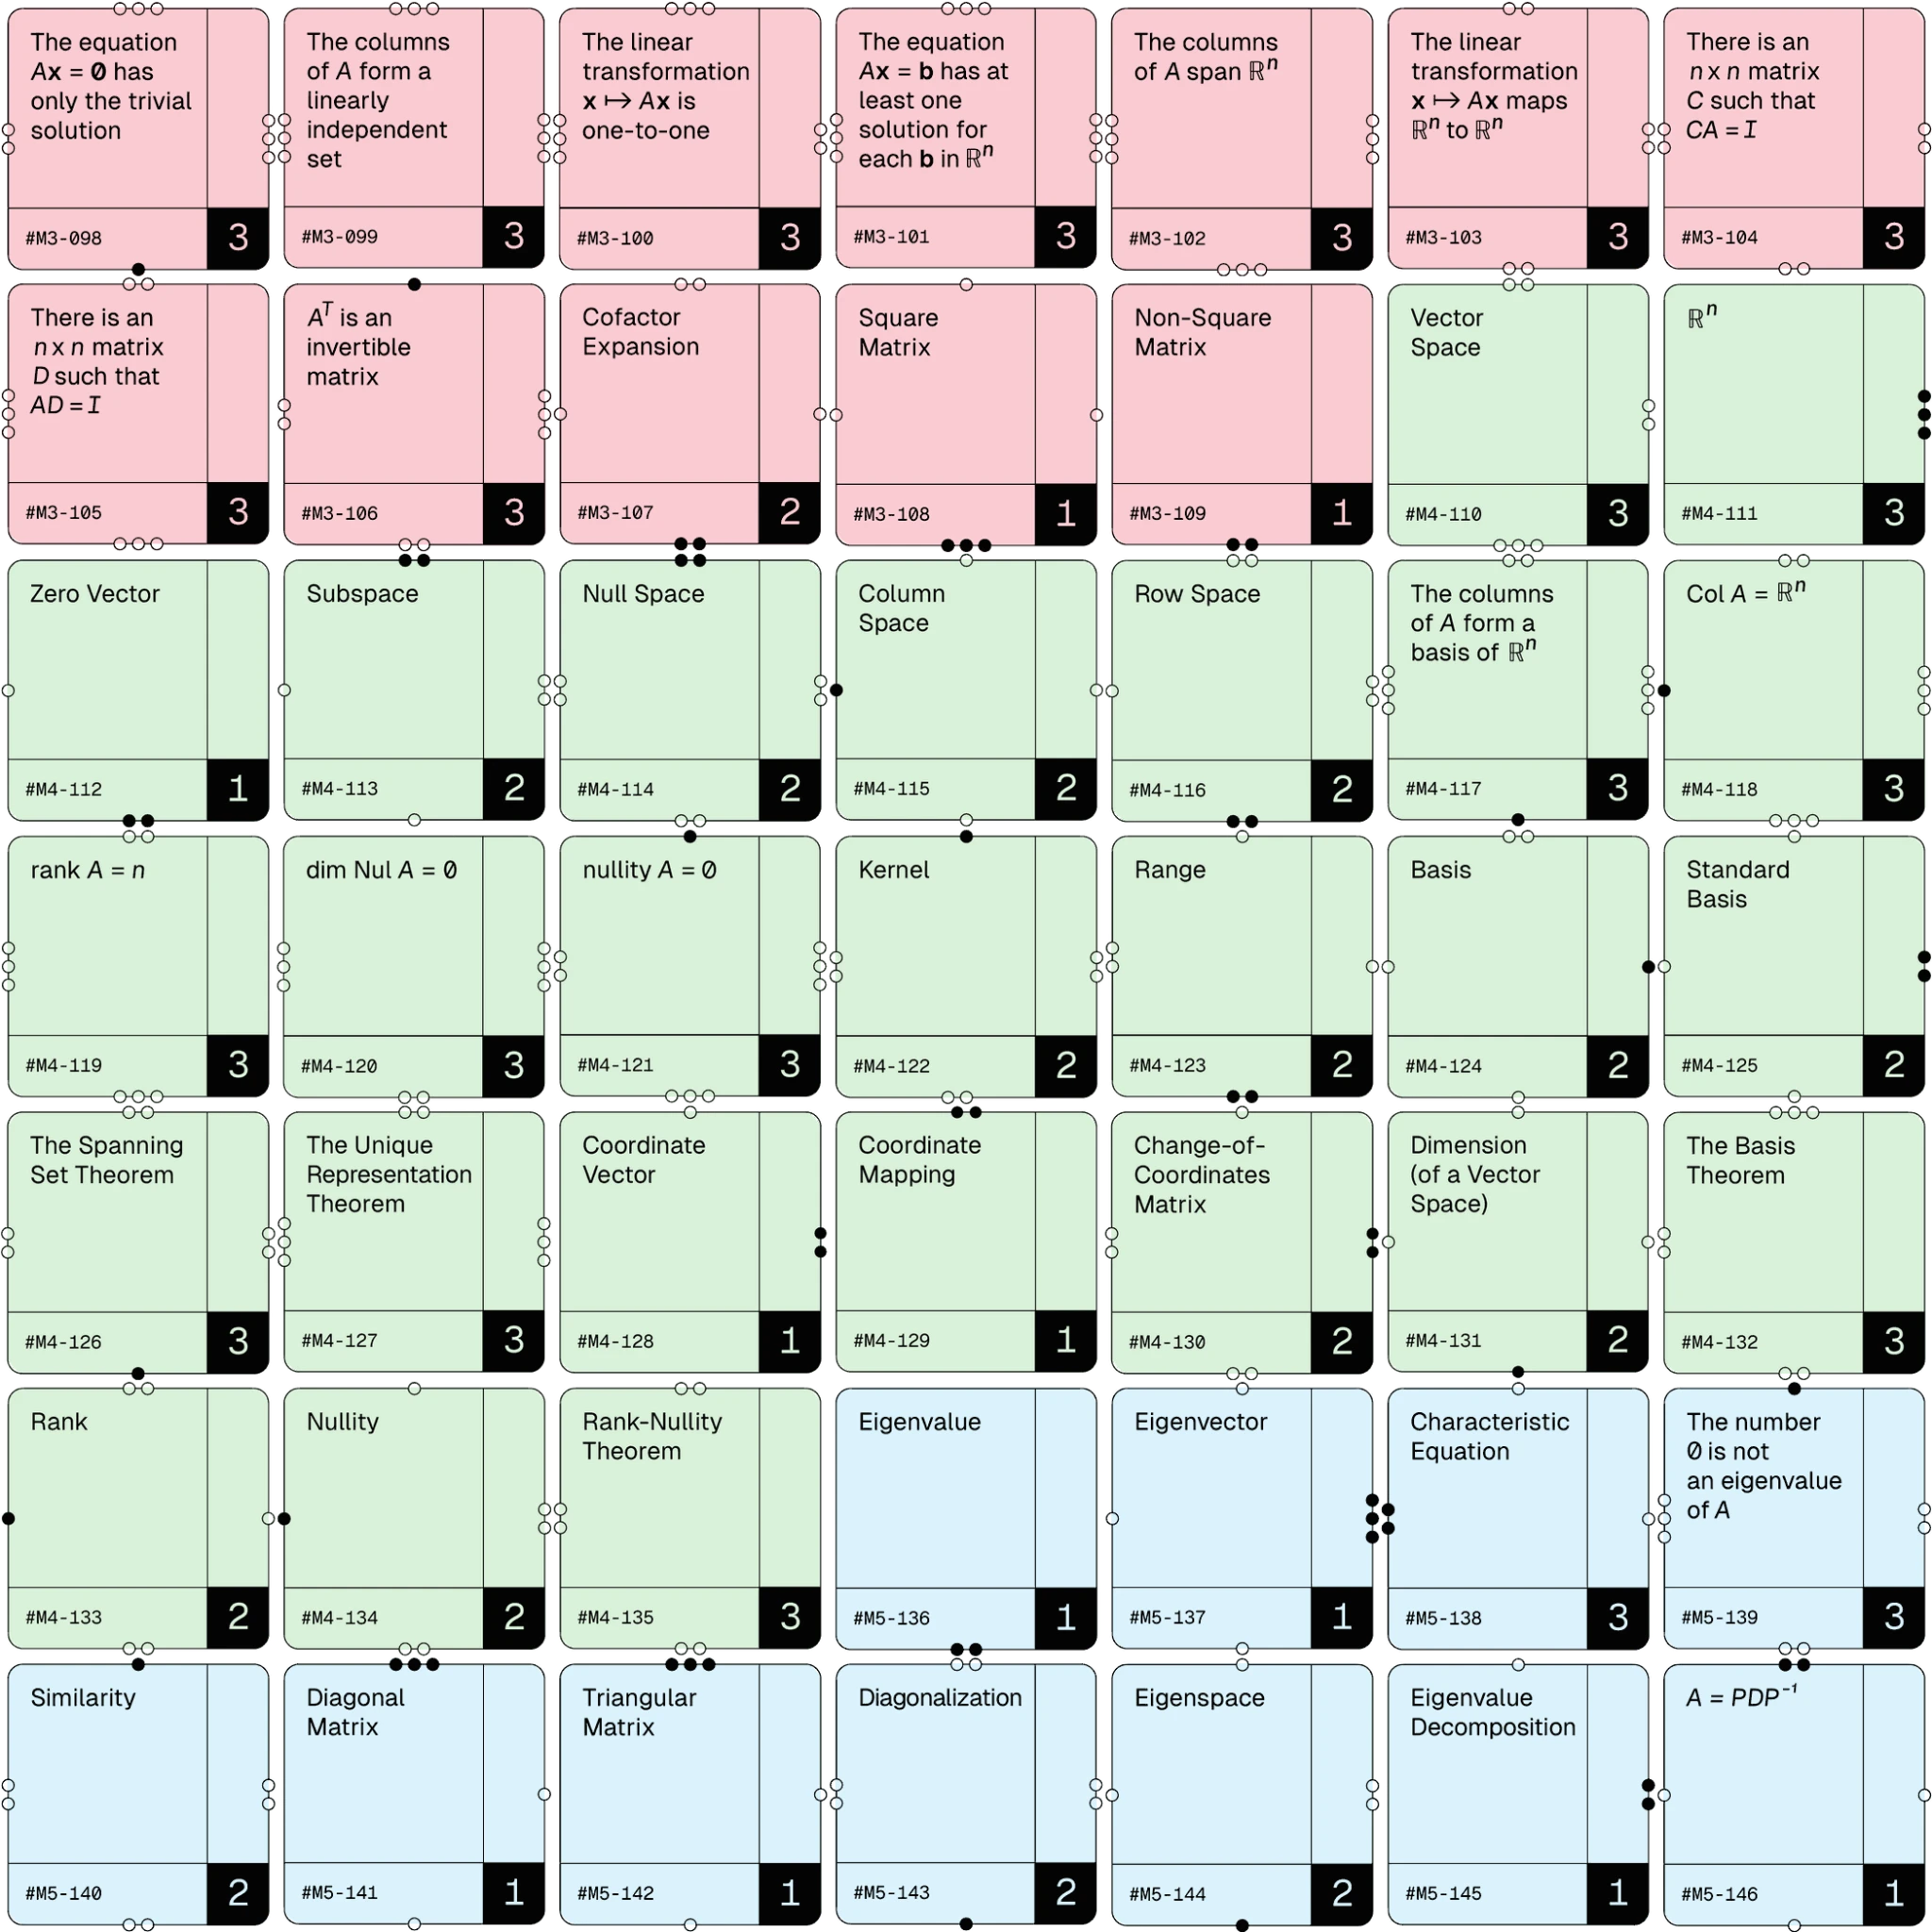 The equation
Ax = 0 has
only the trivial
solution
#M3-098
3
The columns
of A form a
linearly
independent
set
#M3-099
3
The linear
transformation
x ↦ Ax is
one-to-one
#M3-100
3
The equation
Ax = b has at
least one
solution for
each b in ℝⁿ
#M3-101
3
The columns
of A span ℝⁿ
#M3-102
3
The linear
transformation
x ↦ Ax maps
ℝⁿ to ℝⁿ
#M3-103
3
There is an
n x n matrix
C such that
CA = I
#M3-104
3
There is an
n x n matrix
D such that
AD = I
#M3-105
3
Aᵀ is an
invertible
matrix
#M3-106
3
Cofactor
Expansion
#M3-107
2
Square
Matrix
#M3-108
1
Non-Square
Matrix
#M3-109
1
Vector
Space
#M4-110
3
ℝⁿ
#M4-111
3
Zero Vector
#M4-112
1
Subspace
#M4-113
2
Null Space
#M4-114
2
Column
Space
#M4-115
2
Row Space
#M4-116
2
The columns
of A form a
basis of ℝⁿ
#M4-117
3
Col A = ℝⁿ
#M4-118
3
rank A = n
#M4-119
3
dim Nul A = 0
#M4-120
3
nullity A = 0
#M4-121
3
Kernel
#M4-122
2
Range
#M4-123
2
Basis
#M4-124
2
Standard
Basis
#M4-125
2
The Spanning
Set Theorem
#M4-126
3
The Unique
Representation
Theorem
#M4-127
3
Coordinate
Vector
#M4-128
1
Coordinate
Mapping
#M4-129
1
Change-of-
Coordinates
Matrix
#M4-130
2
Dimension
(of a Vector
Space)
#M4-131
2
The Basis
Theorem
#M4-132
3
Rank
#M4-133
2
Nullity
#M4-134
2
Rank-Nullity
Theorem
#M4-135
3
Eigenvalue
#M5-136
1
Eigenvector
#M5-137
1
Characteristic
Equation
#M5-138
3
The number
0 is not
an eigenvalue
of A
#M5-139
3
Similarity
#M5-140
2
Diagonal
Matrix
#M5-141
1
Triangular
Matrix
#M5-142
1
Diagonalization
#M5-143
2
Eigenspace
#M5-144
2
Eigenvalue
Decomposition
#M5-145
1
A = PDP⁻¹
#M5-146
1